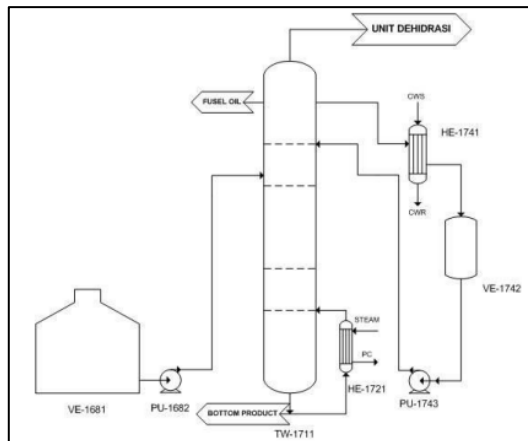 UNIT DEHIDRASI
FUSEL OIL
CWS
HE-1741
CWR
VE-1742
STEAM
PC
HE-1721
VE-1681
PU-1682
BOTTOM PRODUCT
TW-1711
PU-1743